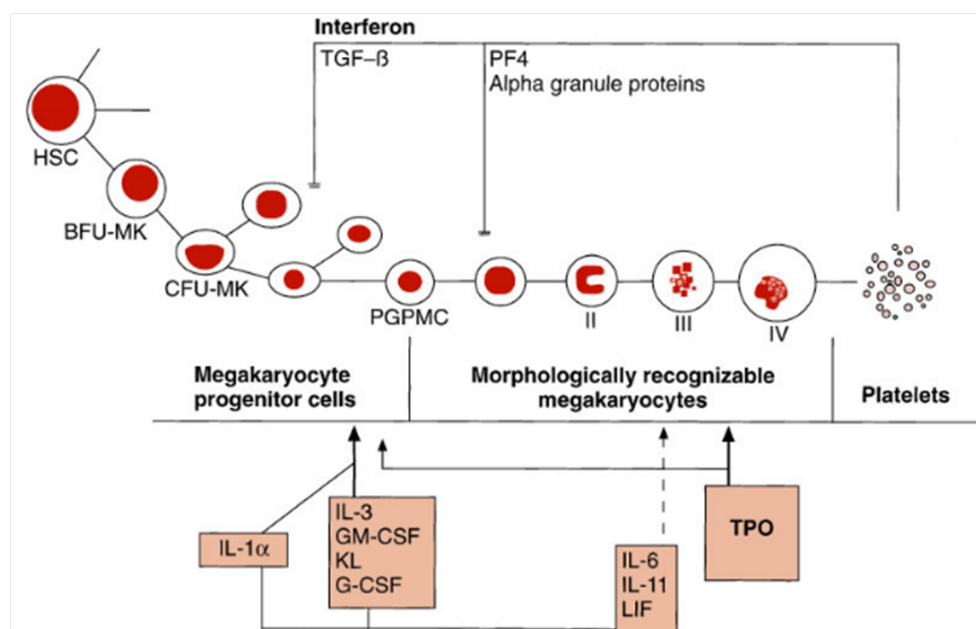 Interferon
TGF–ß
PF4
Alpha granule proteins
HSC
BFU-MK
CFU-MK
PGPMC
II
III
IV
Megakaryocyte
progenitor cells
Morphologically recognizable
megakaryocytes
Platelets
IL-1α
IL-3
GM-CSF
KL
G-CSF
IL-6
IL-11
LIF
TPO